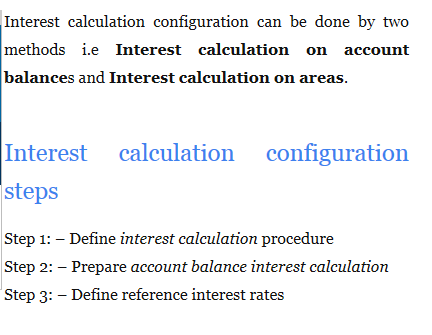 Interest calculation configuration can be done by two
methods i.e Interest calculation on account
balances and Interest calculation on areas.
Interest calculation configuration
steps
Step 1: – Define interest calculation procedure
Step 2: – Prepare account balance interest calculation
Step 3: – Define reference interest rates